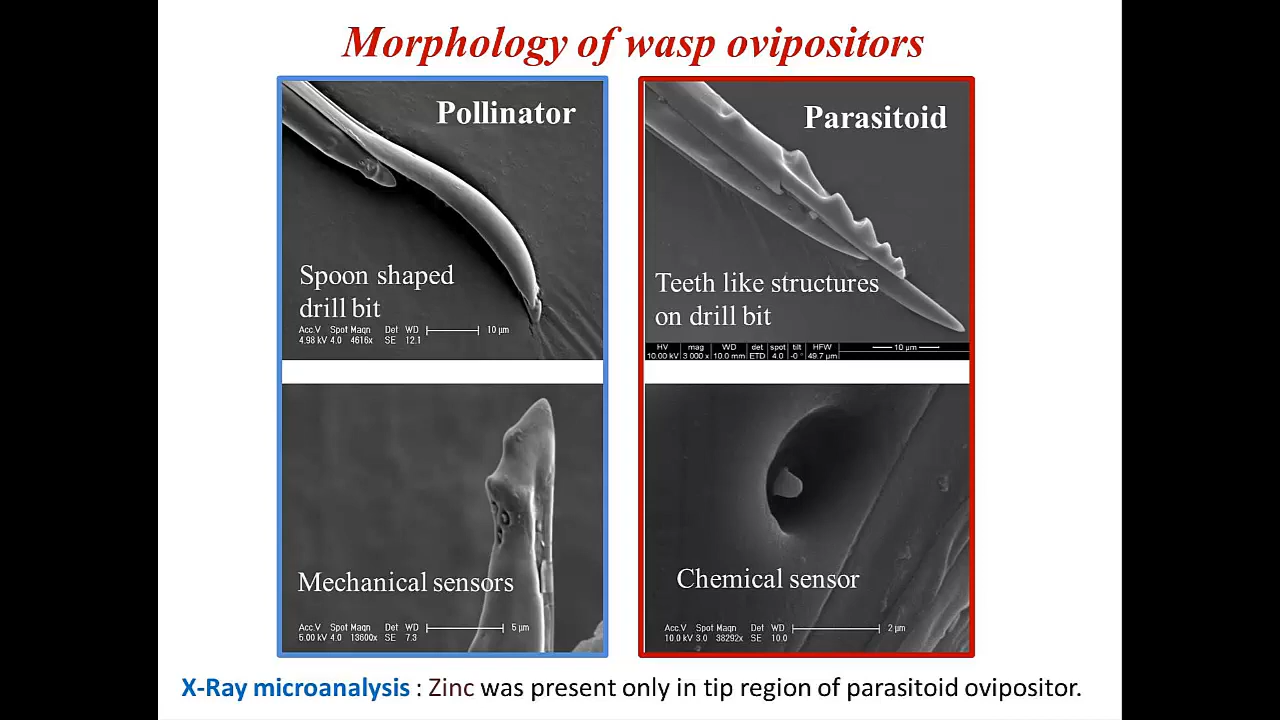 Morphology of wasp ovipositors
Pollinator
Spoon shaped
drill bit
Acc.V Spot Magn Det WD 10 µm
4.98 kV 4.0 4616x SE 12.1
Parasitoid
Teeth like structures
on drill bit
HV mag WD det spot tilt HFW 10 µm
10.00 kV 3 000 x 10.0 mm ETD 4.0 -0° 49.7 µm
Mechanical sensors
Acc.V Spot Magn Det WD 5 µm
5.00 kV 4.0 13600x SE 7.3
Chemical sensor
Acc.V Spot Magn Det WD 2 µm
10.0 kV 3.0 38292x SE 10.0
X-Ray microanalysis : Zinc was present only in tip region of parasitoid ovipositor.